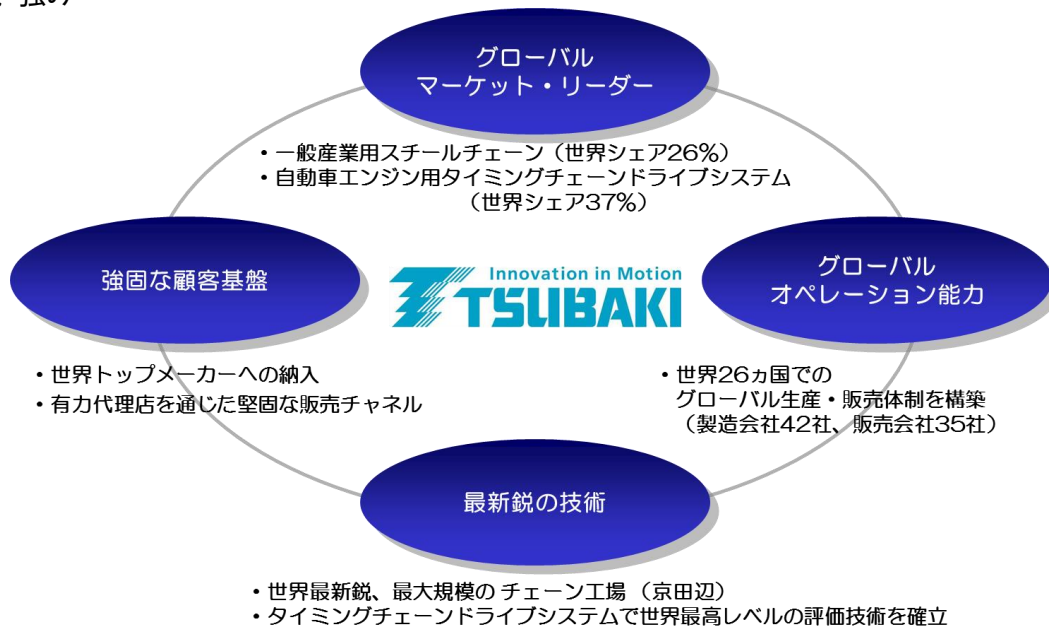 強み
グローバル
マーケット・リーダー
・一般産業用スチールチェーン（世界シェア26%）
・自動車エンジン用タイミングチェーンドライブシステム
（世界シェア37%）
強固な顧客基盤
Innovation in Motion
TSUBAKI
グローバル
オペレーション能力
・世界トップメーカーへの納入
・有力代理店を通じた堅固な販売チャネル
・世界26ヵ国での
グローバル生産・販売体制を構築
（製造会社42社、販売会社35社）
最新鋭の技術
・世界最新鋭、最大規模の チェーン工場 （京田辺）
・タイミングチェーンドライブシステムで世界最高レベルの評価技術を確立